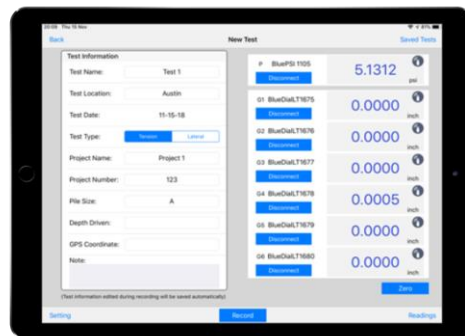 20:08 Thu 15 Nov
81%
Back
New Test
Saved Tests
Test Information
Test Name:
Test 1
Test Location:
Austin
Test Date:
11-15-18
Test Type:
Tension
Lateral
Project Name:
Project 1
Project Number:
123
Pile Size:
A
Depth Driven:
GPS Coordinate:
Note:
(Test information edited during recording will be saved automatically)
P BluePSI 1105
Disconnect
5.1312
psi
G1 BlueDialLT1675
Disconnect
0.0000
inch
G2 BlueDialLT1676
Disconnect
0.0000
inch
G3 BlueDialLT1677
Disconnect
0.0000
inch
G4 BlueDialLT1678
Disconnect
0.0005
inch
G5 BlueDialLT1679
Disconnect
0.0000
inch
G6 BlueDialLT1680
Disconnect
0.0000
inch
Zero
Setting
Record
Readings